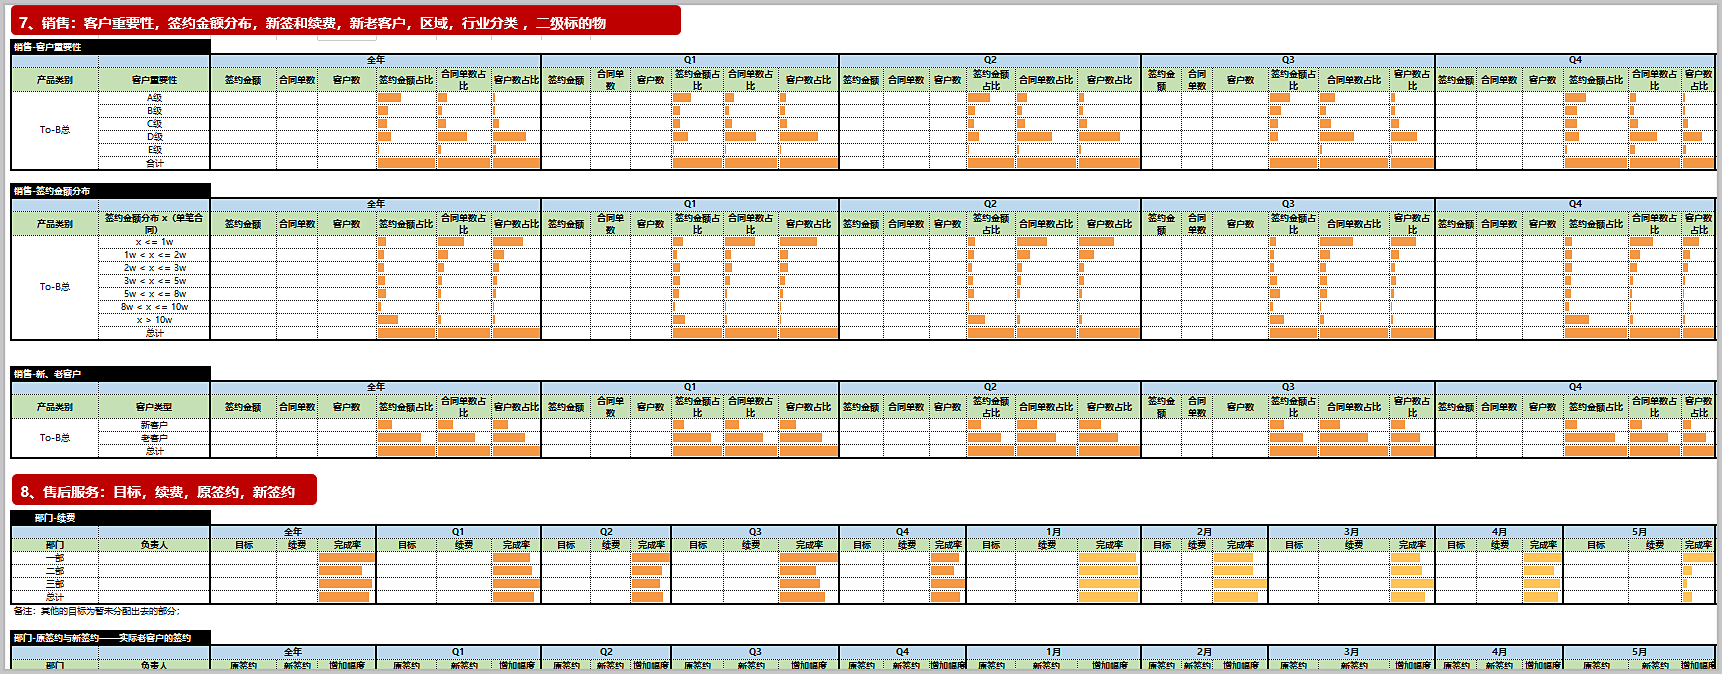 7、销售：客户重要性，签约金额分布，新签和续费，新老客户，区域，行业分类 ，二级标的物
销售-客户重要性
全年 Q1 Q2 Q3 Q4
产品类别 客户重要性 签约金额 合同单数 客户数 签约金额占比 合同单数占比 客户数占比 签约金额 合同单数 客户数 签约金额占比 合同单数占比 客户数占比 签约金额 合同单数 客户数 签约金额占比 合同单数占比 客户数占比 签约金额 合同单数 客户数 签约金额占比 合同单数占比 客户数占比 签约金额 合同单数 客户数 签约金额占比 合同单数占比 客户数占比
A级
B级
C级
To-B总
D级
E级
合计
销售-签约金额分布
全年 Q1 Q2 Q3 Q4
产品类别 签约金额分布 x（单笔合同） 签约金额 合同单数 客户数 签约金额占比 合同单数占比 客户数占比 签约金额 合同单数 客户数 签约金额占比 合同单数占比 客户数占比 签约金额 合同单数 客户数 签约金额占比 合同单数占比 客户数占比 签约金额 合同单数 客户数 签约金额占比 合同单数占比 客户数占比 签约金额 合同单数 客户数 签约金额占比 合同单数占比 客户数占比
x <= 1w
1w < x <= 2w
2w < x <= 3w
3w < x <= 5w
To-B总
5w < x <= 8w
8w < x <= 10w
x > 10w
总计
销售-新、老客户
全年 Q1 Q2 Q3 Q4
产品类别 客户类型 签约金额 合同单数 客户数 签约金额占比 合同单数占比 客户数占比 签约金额 合同单数 客户数 签约金额占比 合同单数占比 客户数占比 签约金额 合同单数 客户数 签约金额占比 合同单数占比 客户数占比 签约金额 合同单数 客户数 签约金额占比 合同单数占比 客户数占比 签约金额 合同单数 客户数 签约金额占比 合同单数占比 客户数占比
新客户
To-B总 老客户
总计
8、售后服务：目标，续费，原签约，新签约
部门-续费
全年 Q1 Q2 Q3 Q4 1月 2月 3月 4月 5月
部门 负责人 目标 续费 完成率 目标 续费 完成率 目标 续费 完成率 目标 续费 完成率 目标 续费 完成率 目标 续费 完成率 目标 续费 完成率 目标 续费 完成率 目标 续费 完成率 目标 续费 完成率
一部
二部
三部
总计
备注：其他的目标为暂未分配出去的部分；
部门-原签约与新签约——实际老客户的签约
全年 Q1 Q2 Q3 Q4 1月 2月 3月 4月 5月
部门 负责人 原签约 新签约 增加幅度 原签约 新签约 增加幅度 原签约 新签约 增加幅度 原签约 新签约 增加幅度 原签约 新签约 增加幅度 原签约 新签约 增加幅度 原签约 新签约 增加幅度 原签约 新签约 增加幅度 原签约 新签约 增加幅度 原签约 新签约 增加幅度